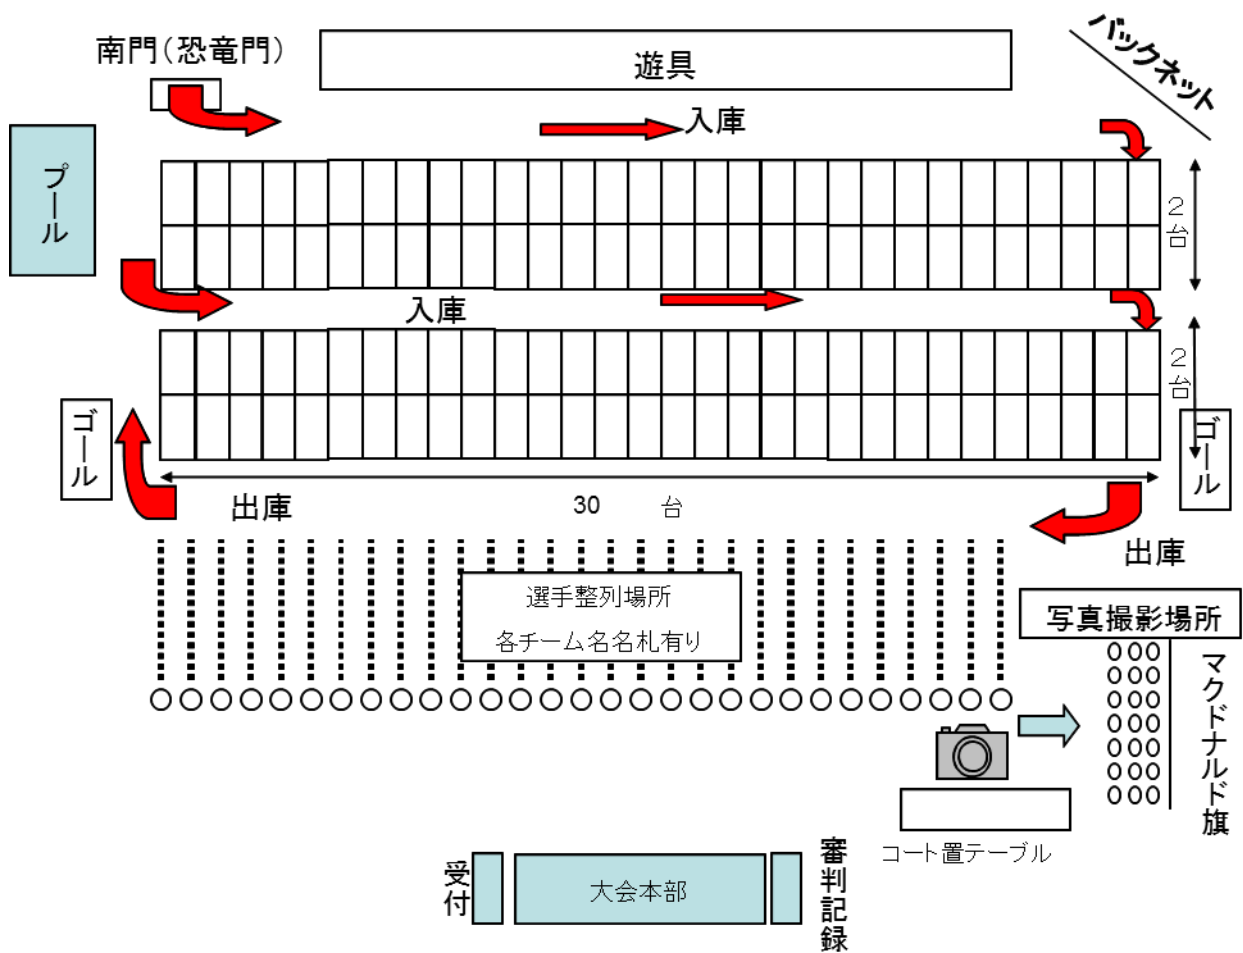 南門(恐竜門)
遊具
バックネット
入庫
プール
2台
入庫
2台
ゴール
ゴール
出庫
30 台
出庫
選手整列場所
各チーム名名札有り
写真撮影場所
マクドナルド旗
コート置テーブル
受付
大会本部
審判記録